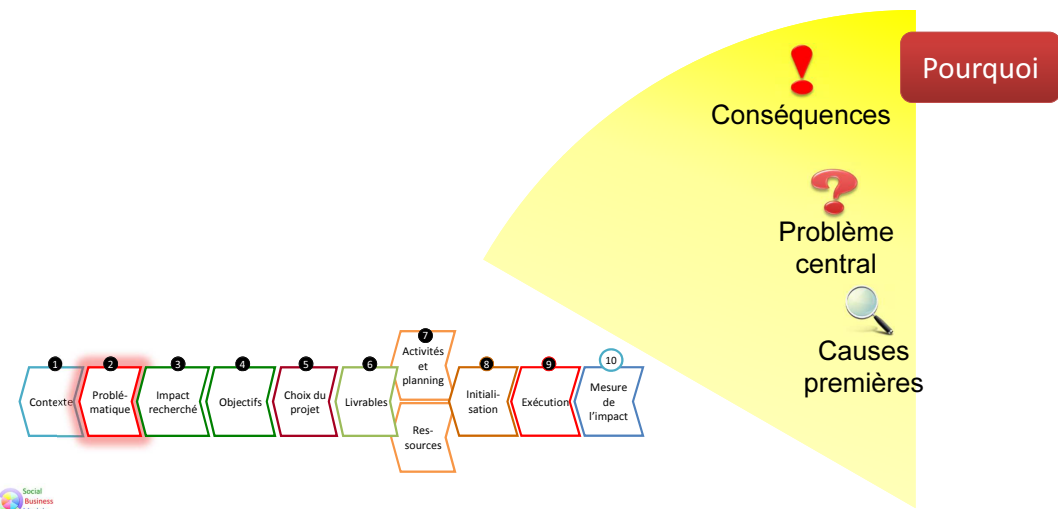 Pourquoi
Conséquences
Problème
central
Causes
premières
1
Contexte
2
Problé-
matique
3
Impact
recherché
4
Objectifs
5
Choix du
projet
6
Livrables
7
Activités
et
planning
Res-
sources
8
Initiali-
sation
9
Exécution
10
Mesure
de
l’impact
Social
Business